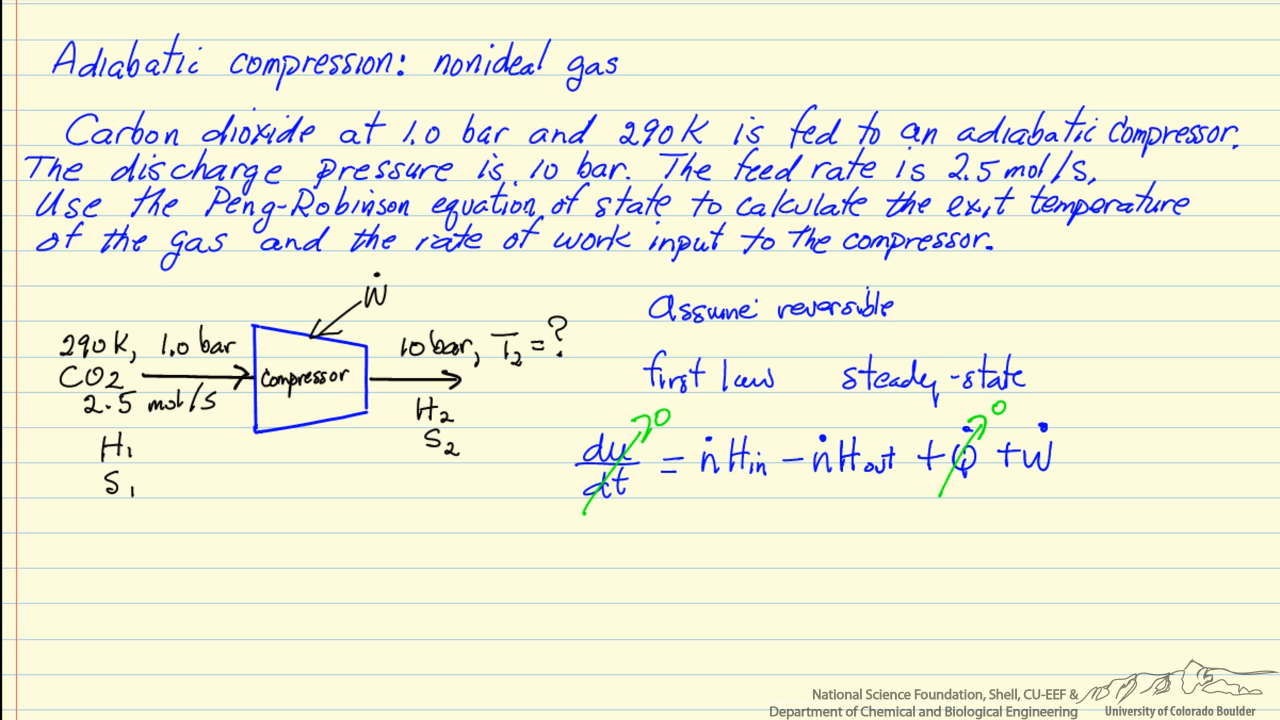 Adiabatic compression: nonideal gas
Carbon dioxide at 1.0 bar and 290K is fed to an adiabatic compressor.
The discharge pressure is 10 bar. The feed rate is 2.5 mol/s.
Use the Peng-Robinson equation of state to calculate the exit temperature
of the gas and the rate of work input to the compressor.
Ẇ
Assume reversible
290K, 1.0 bar
CO2
2.5 mol/s
H₁
S₁
compressor
10 bar, T₂ = ?
H₂
S₂
first law steady-state
du/dt → 0 = ṅHin − ṅHout + Q̇ → 0 + Ẇ
National Science Foundation, Shell, CU-EEF &
Department of Chemical and Biological Engineering
University of Colorado Boulder